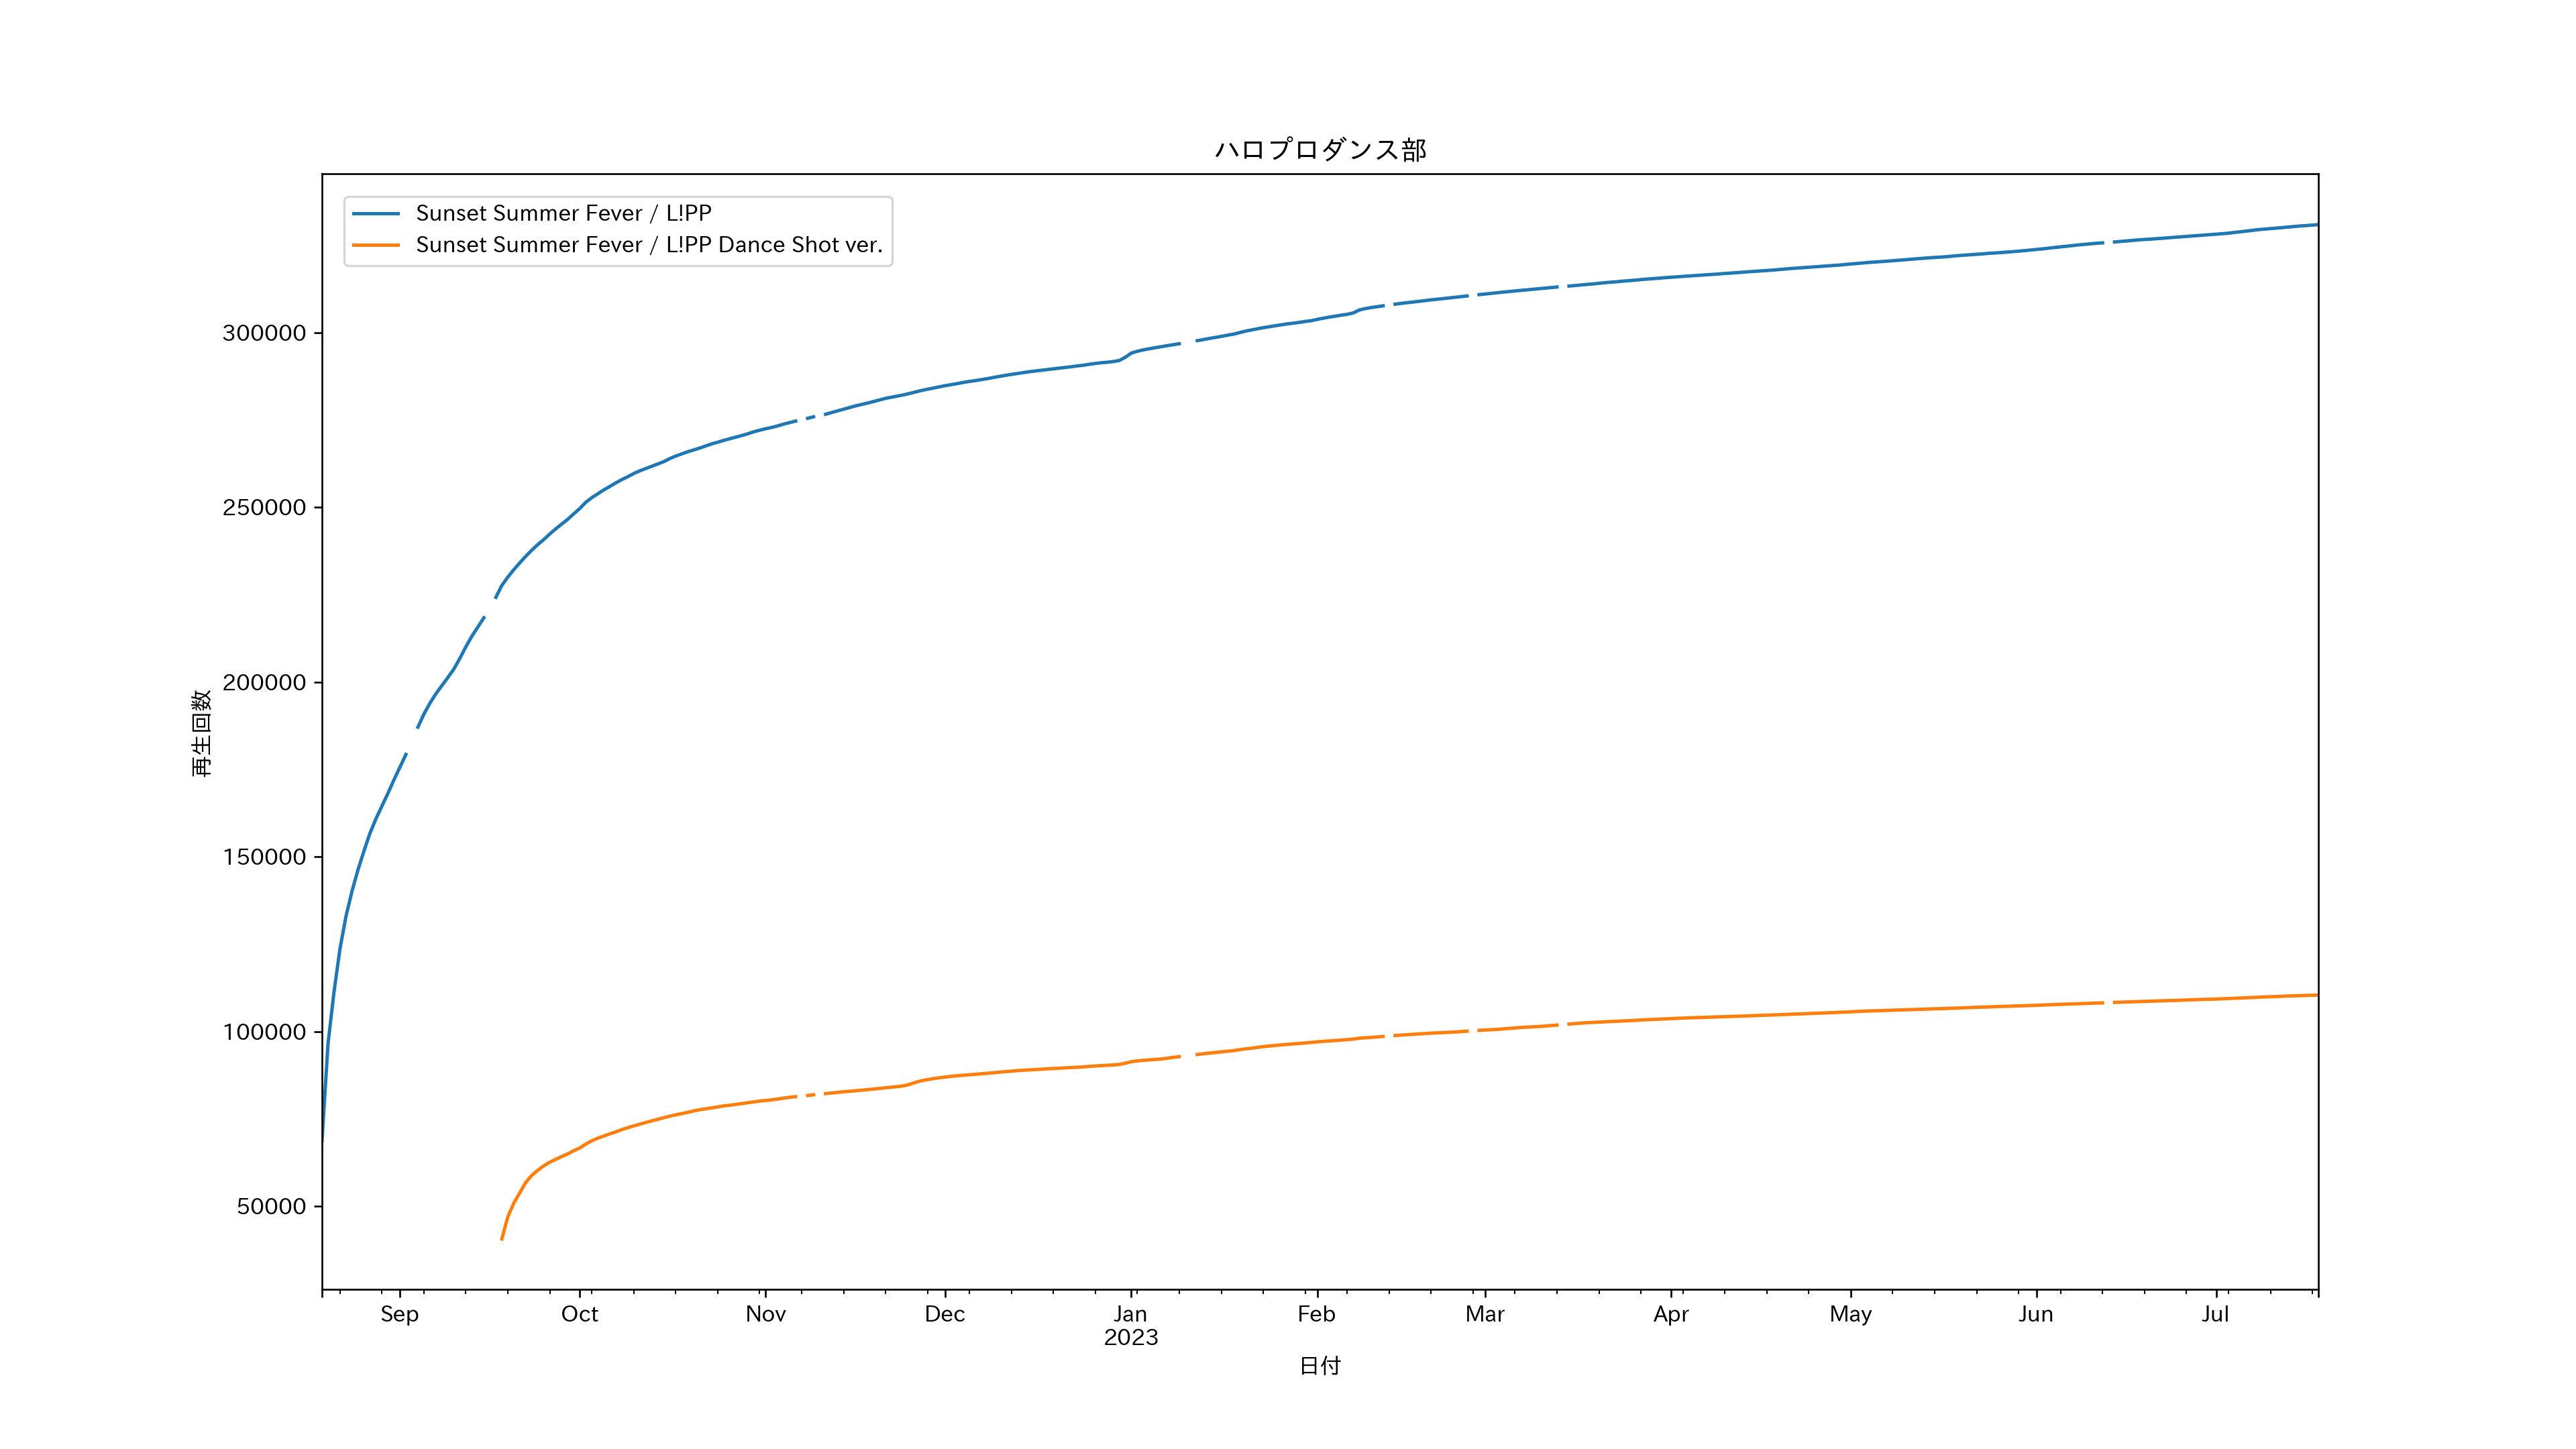 ハロプロダンス部
Sunset Summer Fever / L!PP
Sunset Summer Fever / L!PP Dance Shot ver.
再生回数
300000
250000
200000
150000
100000
50000
Sep Oct Nov Dec Jan Feb Mar Apr May Jun Jul
2023
日付